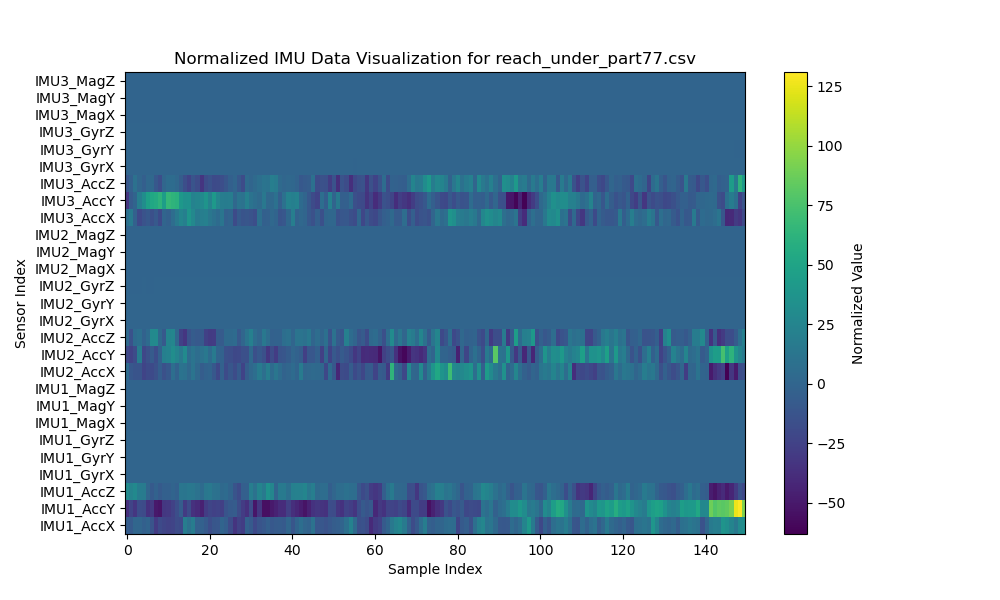 Normalized IMU Data Visualization for reach_under_part77.csv
IMU3_MagZ
IMU3_MagY
IMU3_MagX
IMU3_GyrZ
IMU3_GyrY
IMU3_GyrX
IMU3_AccZ
IMU3_AccY
IMU3_AccX
IMU2_MagZ
IMU2_MagY
IMU2_MagX
IMU2_GyrZ
IMU2_GyrY
IMU2_GyrX
IMU2_AccZ
IMU2_AccY
IMU2_AccX
IMU1_MagZ
IMU1_MagY
IMU1_MagX
IMU1_GyrZ
IMU1_GyrY
IMU1_GyrX
IMU1_AccZ
IMU1_AccY
IMU1_AccX
Sensor Index
0 20 40 60 80 100 120 140
Sample Index
125
100
75
50
25
0
−25
−50
Normalized Value